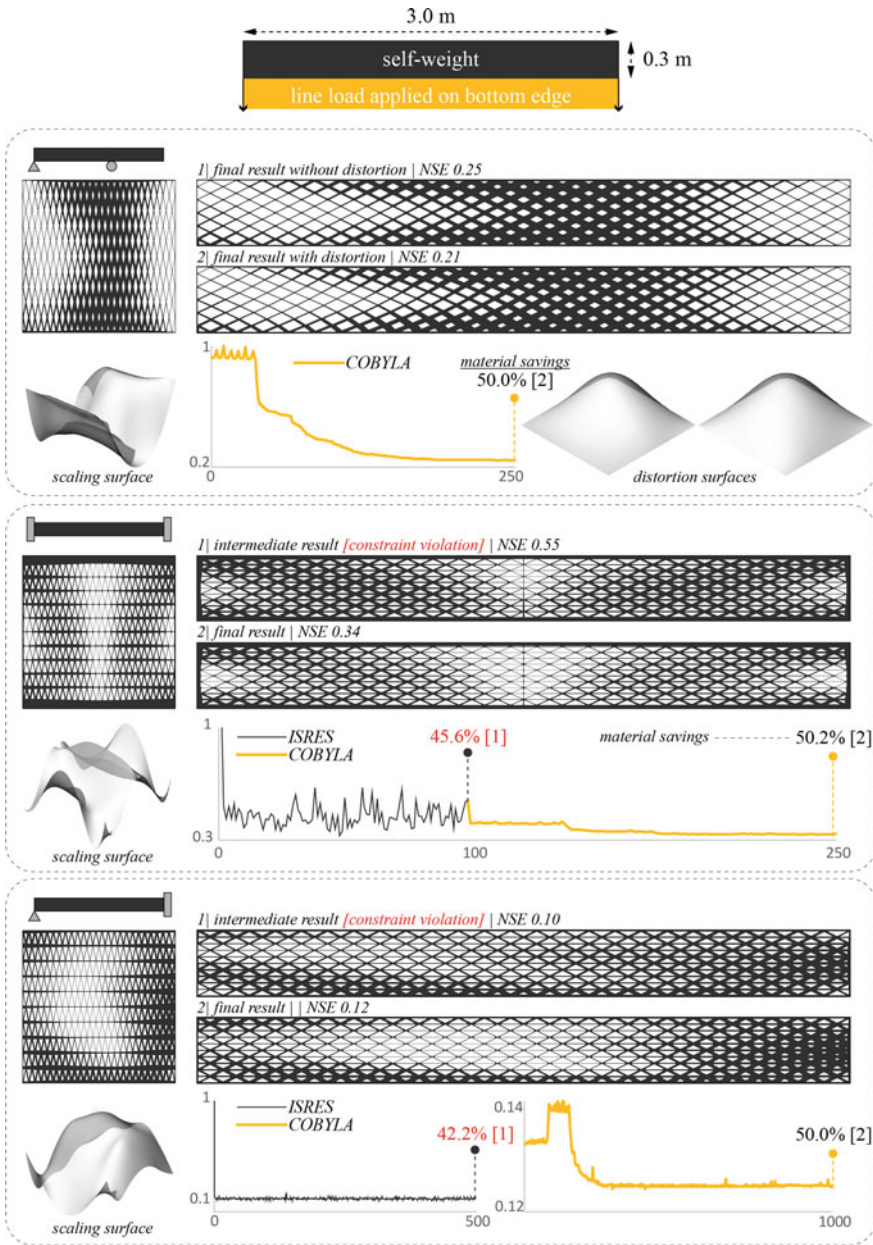 3.0 m
self-weight
0.3 m
line load applied on bottom edge
1| final result without distortion | NSE 0.25
2| final result with distortion | NSE 0.21
1
COBYLA
material savings
50.0% [2]
0.2
0
250
scaling surface
distortion surfaces
1| intermediate result [constraint violation] | NSE 0.55
2| final result | NSE 0.34
1
ISRES
COBYLA
45.6% [1]
material savings
50.2% [2]
0.3
0
100
250
scaling surface
1| intermediate result [constraint violation] | NSE 0.10
2| final result | | NSE 0.12
1
ISRES
COBYLA
42.2% [1]
0.14
50.0% [2]
0.1
0.12
0
500
1000
scaling surface